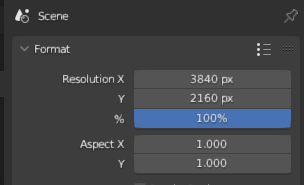 Scene
Format
Resolution X 3840 px
Y 2160 px
% 100%
Aspect X 1.000
Y 1.000